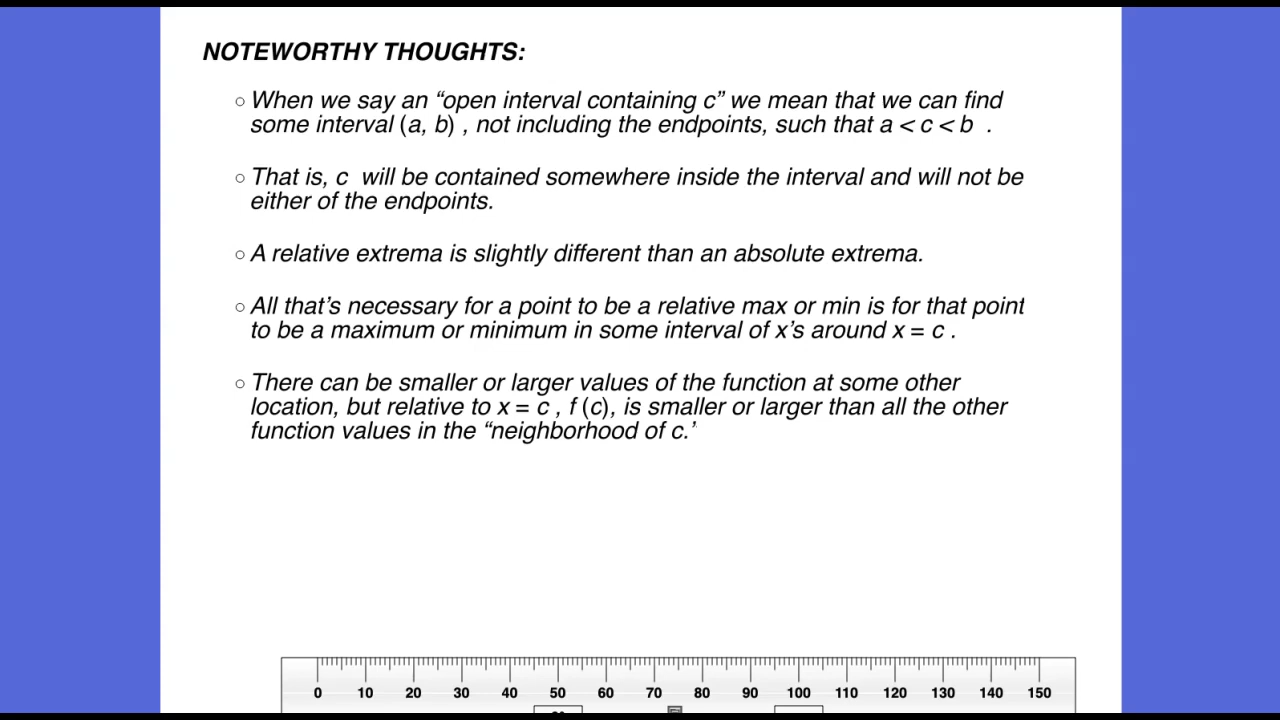 NOTEWORTHY THOUGHTS:
○ When we say an “open interval containing c” we mean that we can find
some interval (a, b) , not including the endpoints, such that a < c < b .
○ That is, c will be contained somewhere inside the interval and will not be
either of the endpoints.
○ A relative extrema is slightly different than an absolute extrema.
○ All that’s necessary for a point to be a relative max or min is for that point
to be a maximum or minimum in some interval of x’s around x = c .
○ There can be smaller or larger values of the function at some other
location, but relative to x = c , f (c), is smaller or larger than all the other
function values in the “neighborhood of c.’
0 10 20 30 40 50 60 70 80 90 100 110 120 130 140 150